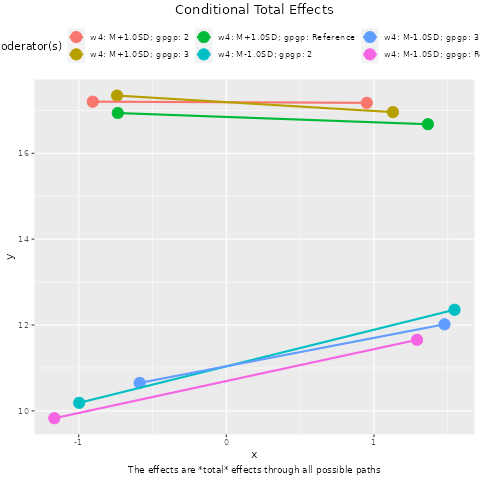 Conditional Total Effects
oderator(s)
w4: M+1.0SD; gpgp: 2
w4: M+1.0SD; gpgp: Reference
w4: M-1.0SD; gpgp: 3
w4: M+1.0SD; gpgp: 3
w4: M-1.0SD; gpgp: 2
w4: M-1.0SD; gpgp: R
y
16
14
12
10
-1
0
1
x
The effects are *total* effects through all possible paths